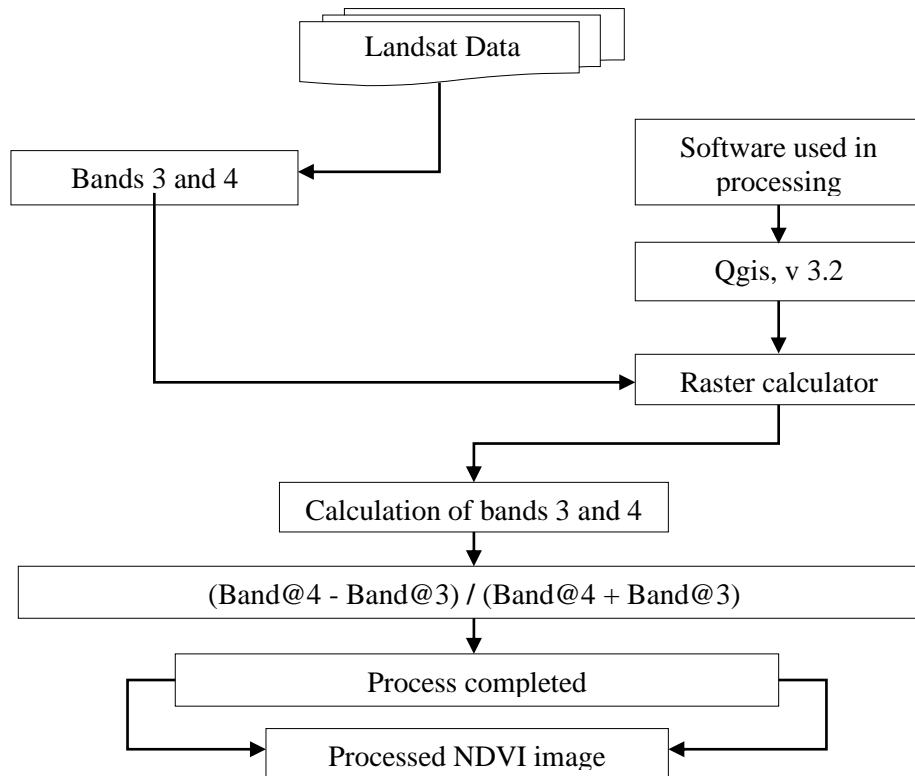 Landsat Data
Bands 3 and 4
Software used in
processing
Qgis, v 3.2
Raster calculator
Calculation of bands 3 and 4
(Band@4 - Band@3) / (Band@4 + Band@3)
Process completed
Processed NDVI image